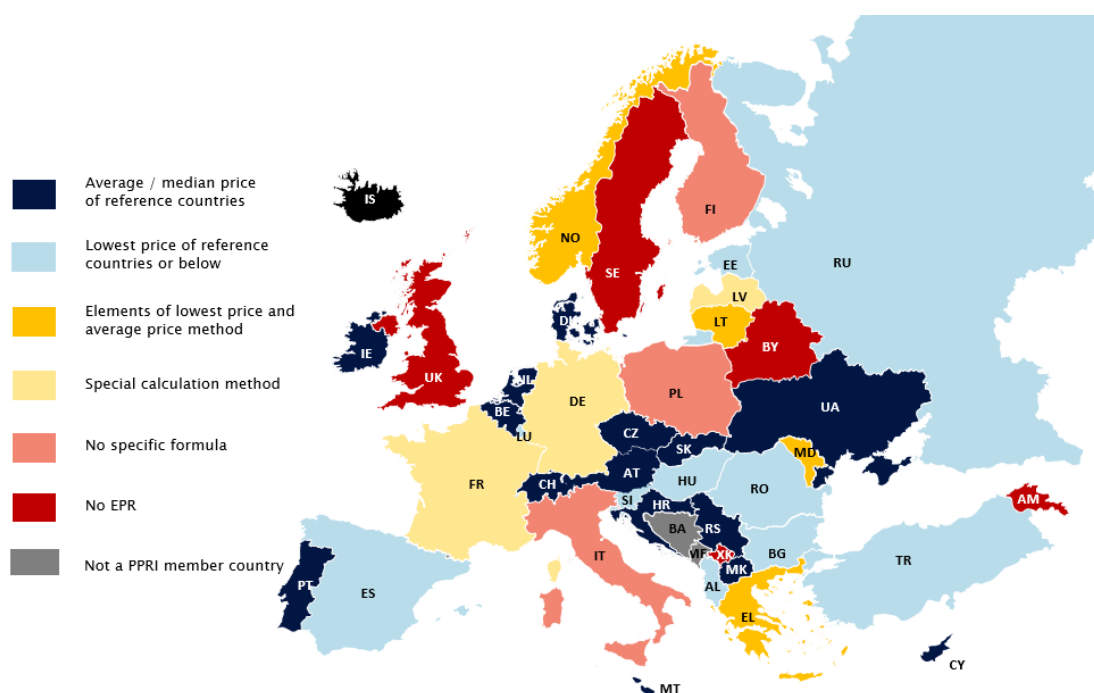 Average / median price
of reference countries
Lowest price of reference
countries or below
Elements of lowest price and
average price method
Special calculation method
No specific formula
No EPR
Not a PPRI member country
IS
NO
SE
FI
RU
EE
LV
LT
BY
IE
UK
NL
BE
LU
DE
PL
UA
CZ
SK
MD
FR
CH
AT
HU
RO
SI
HR
BA
RS
XK
MK
BG
AL
IT
PT
ES
EL
TR
AM
CY
MT